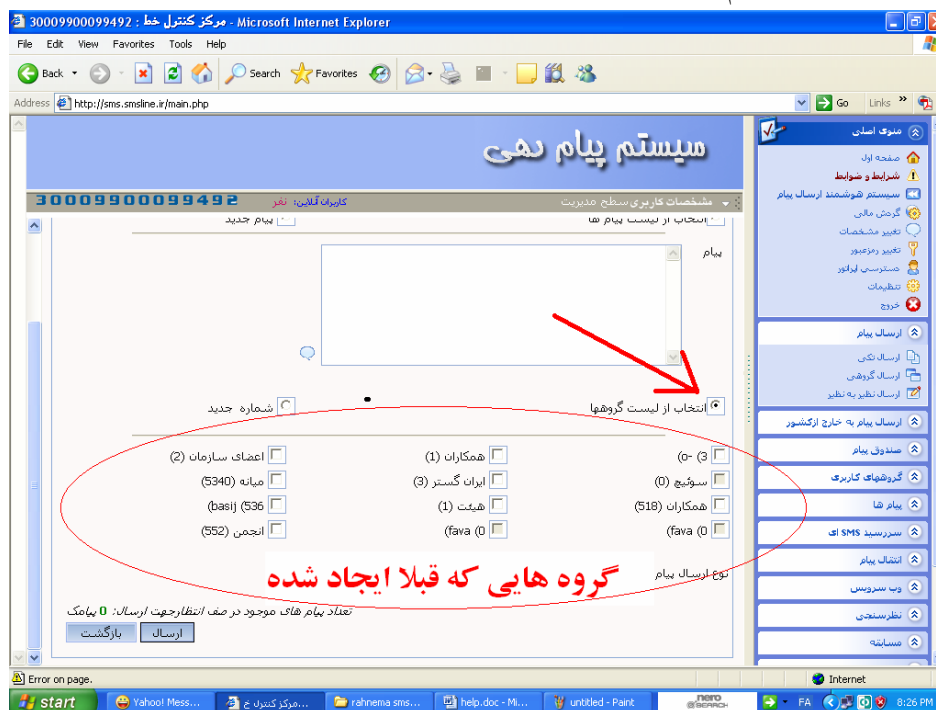 30009900099492 : مرکز کنترل خط - Microsoft Internet Explorer
File Edit View Favorites Tools Help
Back Search Favorites
Address http://sms.smsline.ir/main.php Go Links
سیستم پیام دهی
مشخصات کاربری سطح مدیریت کاربران آنلاین: نفر 30009900099492
انتخاب از لیست پیام ها پیام جدید
پیام
انتخاب از لیست گروهها شماره جدید
(o- (3 همکاران (1) اعضای سازمان (2)
سوئیچ (0) ایران گستر (3) میانه (5340)
همکاران (518) هیئت (1) (basij (536
(fava (0 (fava (0 انجمن (552)
گروه هایی که قبلا ایجاد شده
نوع ارسال پیام
تعداد پیام های موجود در صف انتظارجهت ارسال: 0 پیامک
ارسال بازگشت
منوی اصلی
صفحه اول
شرایط و ضوابط
سیستم هوشمند ارسال پیام
گردش مالی
تغییر مشخصات
تغییر رمزعبور
دسترسی اپراتور
تنظیمات
خروج
ارسال پیام
ارسال تکی
ارسال گروهی
ارسال نظیر به نظیر
ارسال پیام به خارج ازکشور
صندوق پیام
گروههای کاربری
پیام ها
سررسید SMS ای
انتقال پیام
وب سرویس
نظرسنجی
مسابقه
Error on page. Internet
start Yahoo! Mess... مرکز کنترل خ... rahnema sms... help.doc - Mi... untitled - Paint nero SEARCH FA 8:26 PM